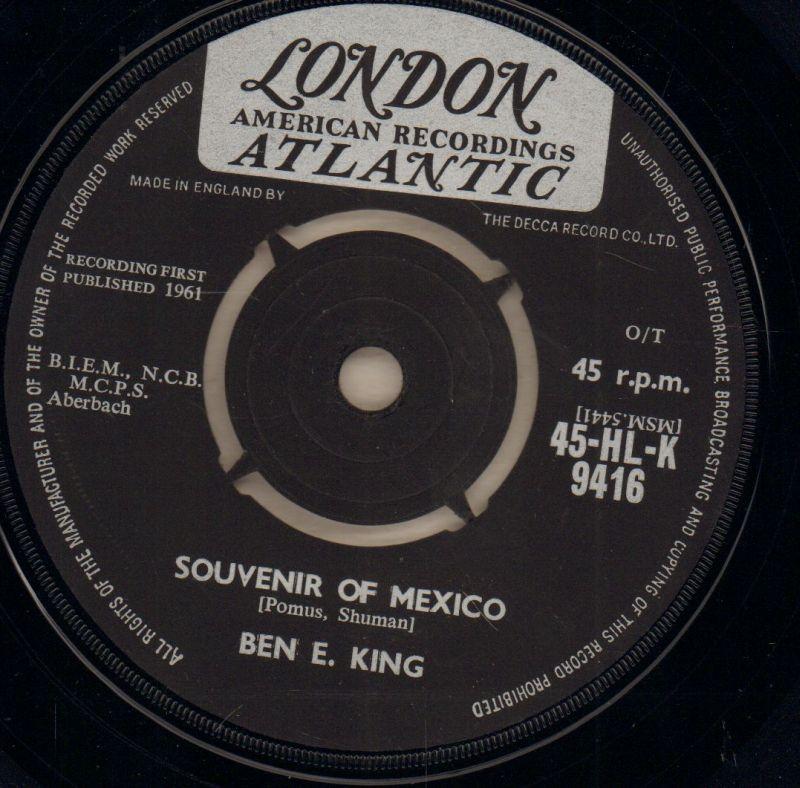 LONDON
AMERICAN RECORDINGS
ATLANTIC
MADE IN ENGLAND BY
THE DECCA RECORD CO., LTD.
RECORDING FIRST
PUBLISHED 1961
B.I.E.M., N.C.B.
M.C.P.S.
Aberbach
O/T
45 r.p.m.
[MSM.5441]
45-HL-K
9416
SOUVENIR OF MEXICO
[Pomus, Shuman]
BEN E. KING
ALL RIGHTS OF THE MANUFACTURER AND OF THE OWNER OF THE RECORDED WORK RESERVED
UNAUTHORISED PUBLIC PERFORMANCE, BROADCASTING AND COPYING OF THIS RECORD PROHIBITED